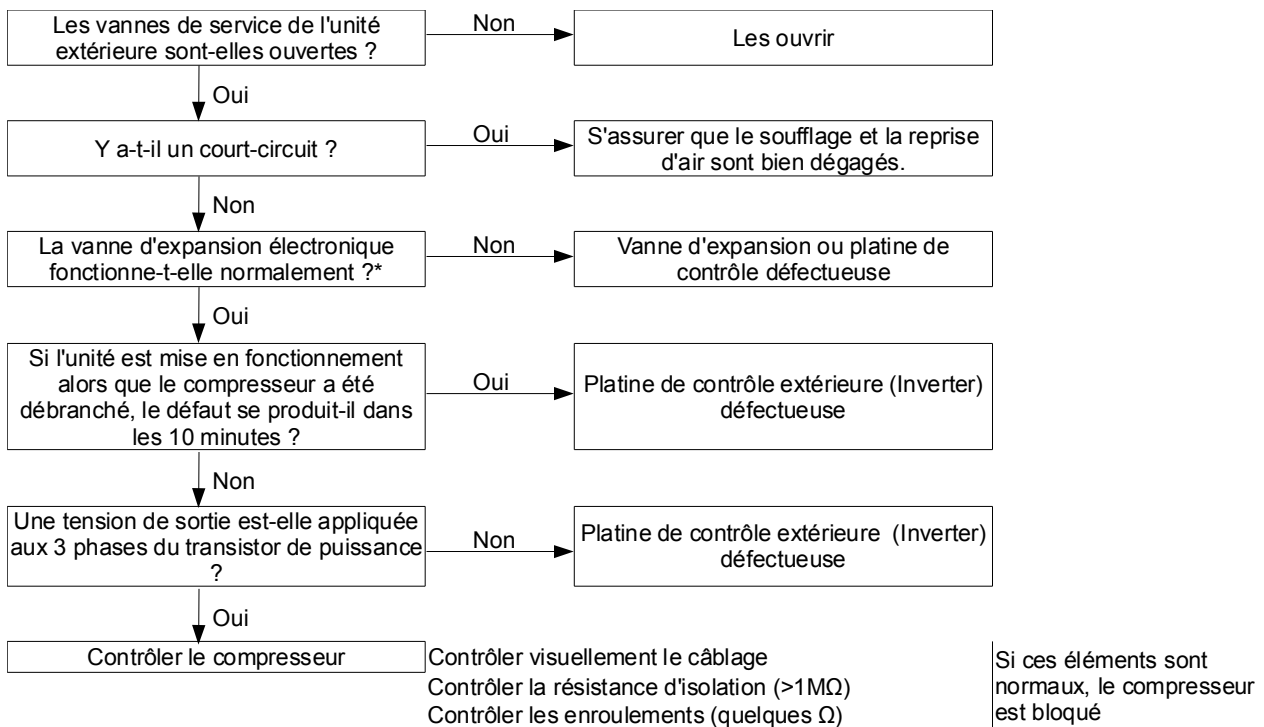 Les vannes de service de l'unité
extérieure sont-elles ouvertes ?
Non
Les ouvrir
Oui
Y a-t-il un court-circuit ?
Oui
S'assurer que le soufflage et la reprise
d'air sont bien dégagés.
Non
La vanne d'expansion électronique
fonctionne-t-elle normalement ?*
Non
Vanne d'expansion ou platine de
contrôle défectueuse
Oui
Si l'unité est mise en fonctionnement
alors que le compresseur a été
débranché, le défaut se produit-il dans
les 10 minutes ?
Oui
Platine de contrôle extérieure (Inverter)
défectueuse
Non
Une tension de sortie est-elle appliquée
aux 3 phases du transistor de puissance
?
Non
Platine de contrôle extérieure  (Inverter)
défectueuse
Oui
Contrôler le compresseur
Contrôler visuellement le câblage
Contrôler la résistance d'isolation (>1MΩ)
Contrôler les enroulements (quelques Ω)
Si ces éléments sont
normaux, le compresseur
est bloqué